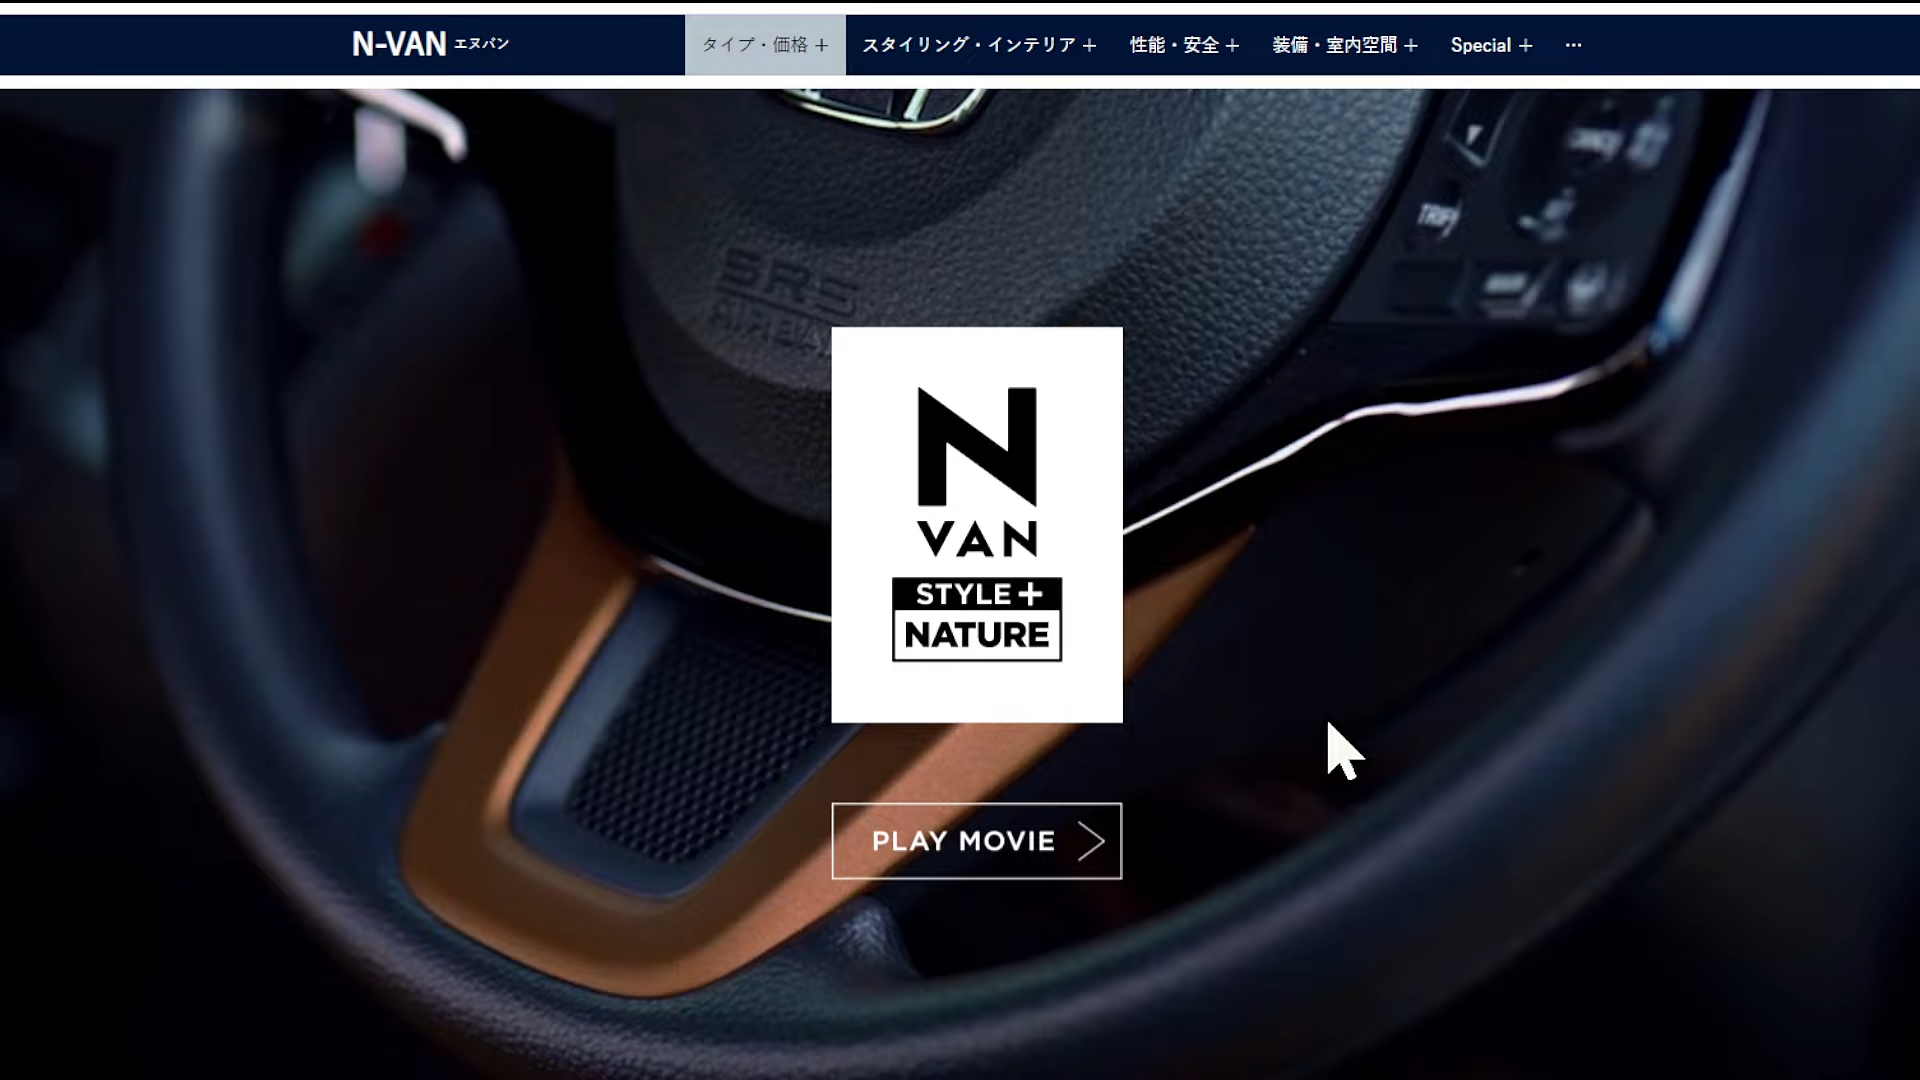 N-VAN エヌバン
タイプ・価格 +
スタイリング・インテリア +
性能・安全 +
装備・室内空間 +
Special +
...
TRIP
SRS
N
VAN
STYLE+
NATURE
PLAY MOVIE